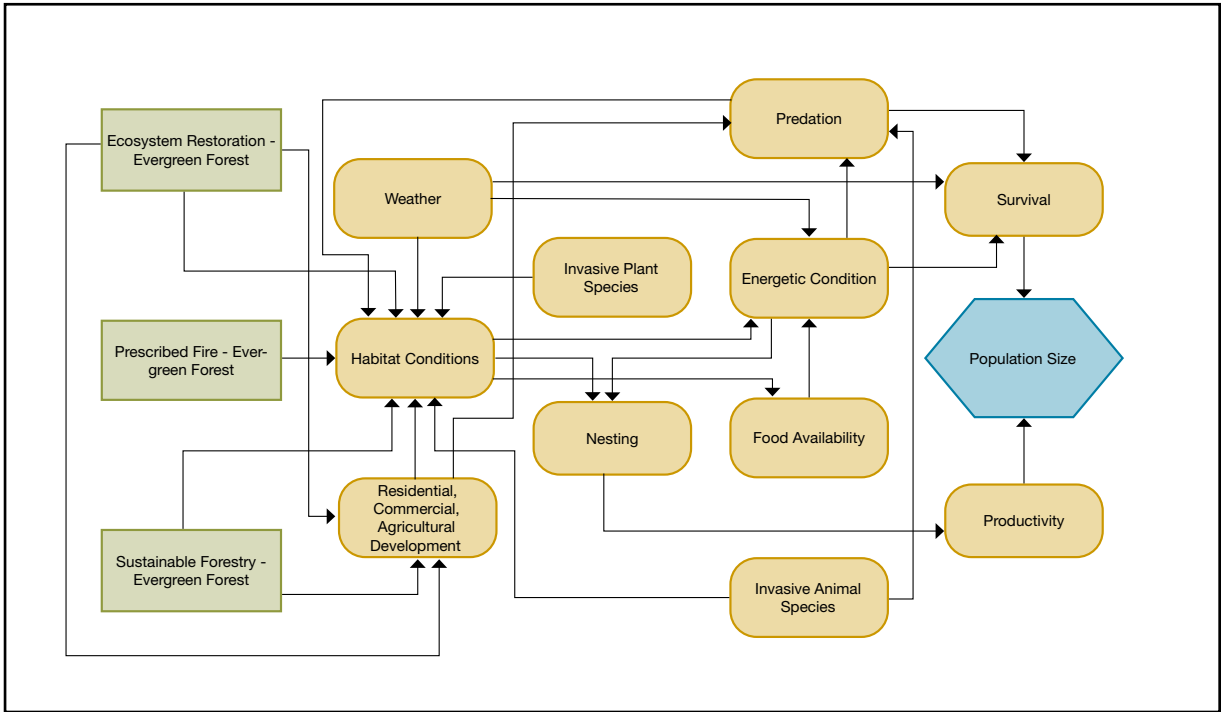 Predation
Ecosystem Restoration -
Evergreen Forest
Weather
Survival
Invasive Plant
Species
Energetic Condition
Prescribed Fire - Ever-
green Forest
Habitat Conditions
Population Size
Nesting
Food Availability
Residential,
Commercial,
Agricultural
Development
Productivity
Sustainable Forestry -
Evergreen Forest
Invasive Animal
Species